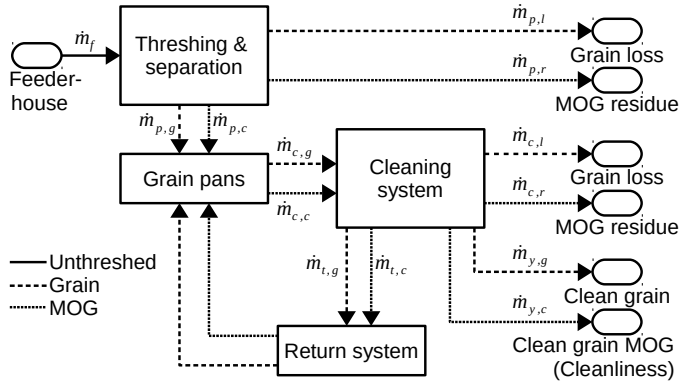 ṁf
Feeder-
house
Threshing &
separation
ṁp,l
Grain loss
ṁp,r
MOG residue
ṁp,g
ṁp,c
Grain pans
ṁc,g
ṁc,c
Cleaning
system
ṁc,l
Grain loss
ṁc,r
MOG residue
ṁt,g
ṁt,c
ṁy,g
Clean grain
ṁy,c
Clean grain MOG
(Cleanliness)
Unthreshed
Grain
MOG
Return system